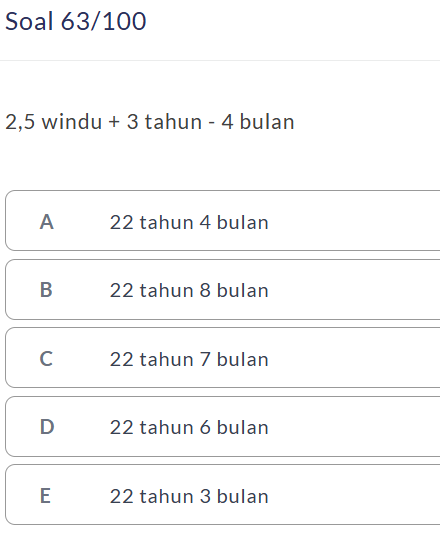 Soal 63/100
2,5 windu + 3 tahun - 4 bulan
A 22 tahun 4 bulan
B 22 tahun 8 bulan
C 22 tahun 7 bulan
D 22 tahun 6 bulan
E 22 tahun 3 bulan